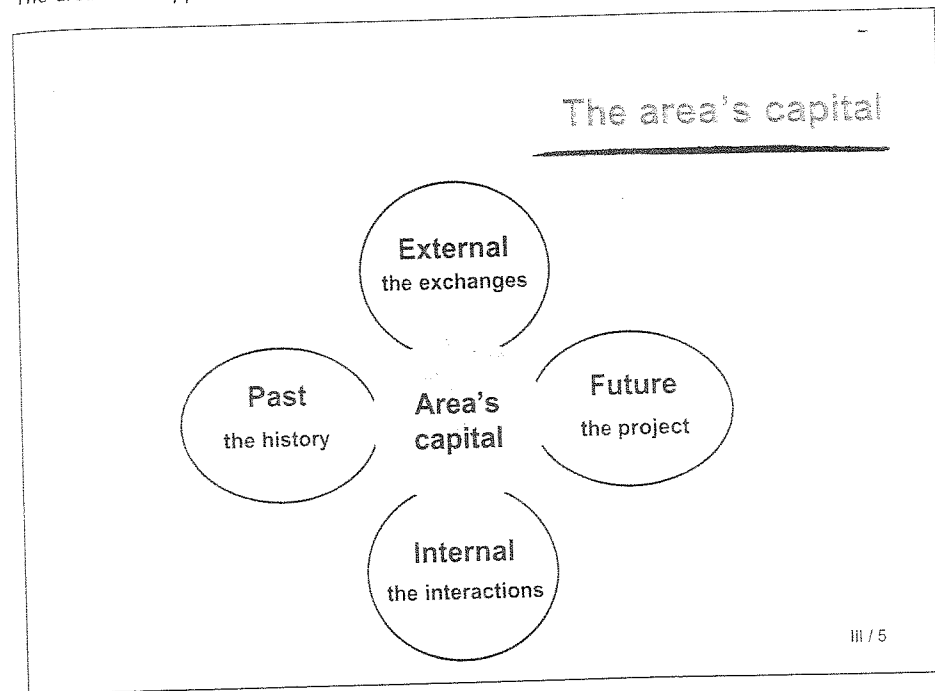 The area's capital
External
the exchanges
Past
the history
Area's
capital
Future
the project
Internal
the interactions
III / 5